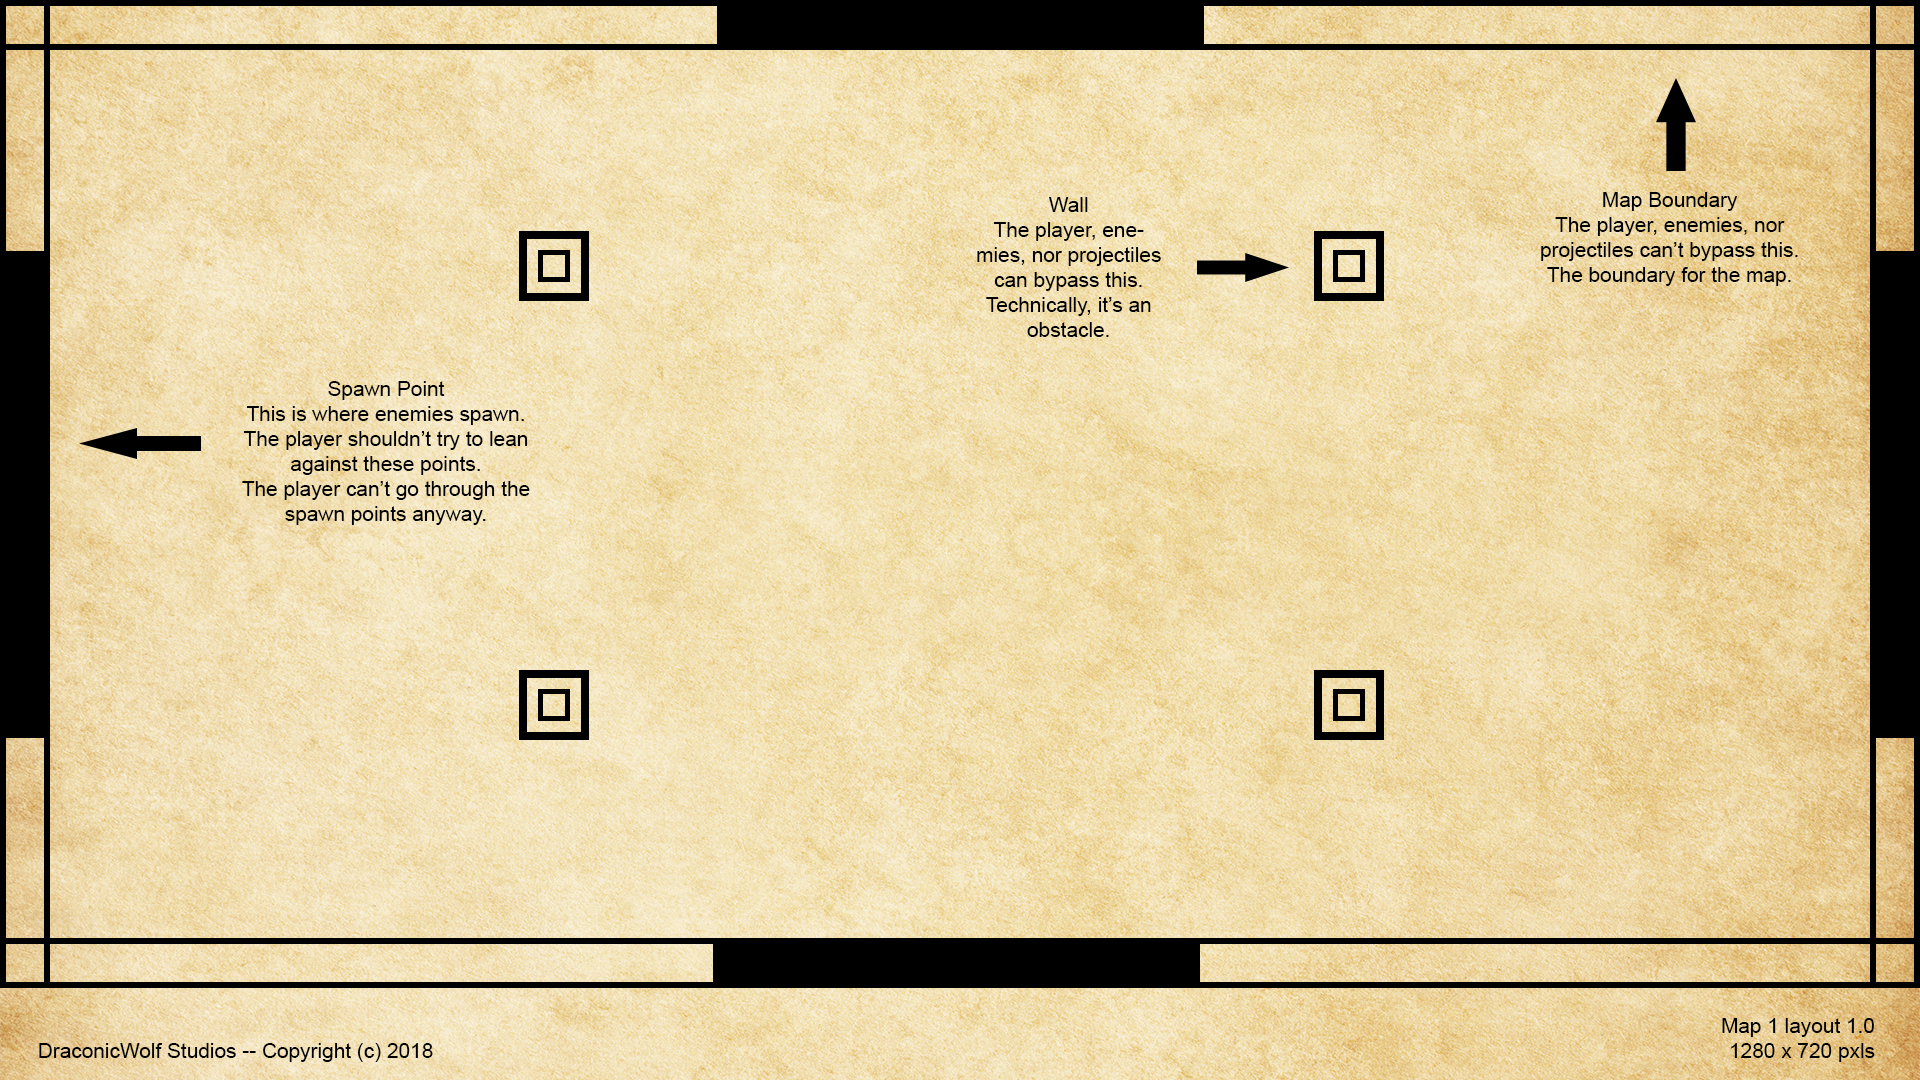 Wall
The player, ene-
mies, nor projectiles
can bypass this.
Technically, it's an
obstacle.
Map Boundary
The player, enemies, nor
projectiles can't bypass this.
The boundary for the map.
Spawn Point
This is where enemies spawn.
The player shouldn't try to lean
against these points.
The player can't go through the
spawn points anyway.
DraconicWolf Studios -- Copyright (c) 2018
Map 1 layout 1.0
1280 x 720 pxls